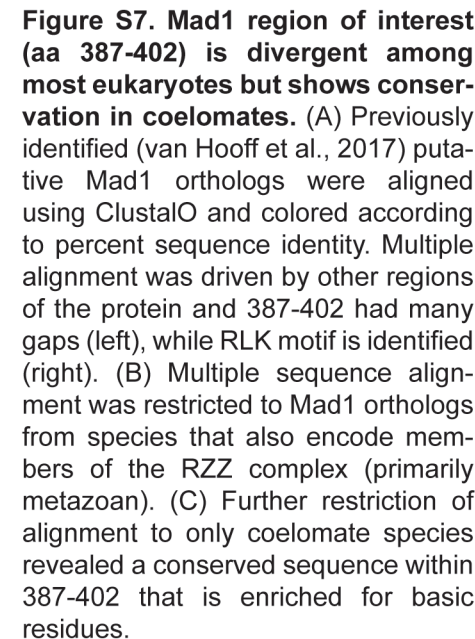 Figure S7. Mad1 region of interest
(aa 387-402) is divergent among
most eukaryotes but shows conser-
vation in coelomates. (A) Previously
identified (van Hooff et al., 2017) puta-
tive Mad1 orthologs were aligned
using ClustalO and colored according
to percent sequence identity. Multiple
alignment was driven by other regions
of the protein and 387-402 had many
gaps (left), while RLK motif is identified
(right). (B) Multiple sequence align-
ment was restricted to Mad1 orthologs
from species that also encode mem-
bers of the RZZ complex (primarily
metazoan). (C) Further restriction of
alignment to only coelomate species
revealed a conserved sequence within
387-402 that is enriched for basic
residues.